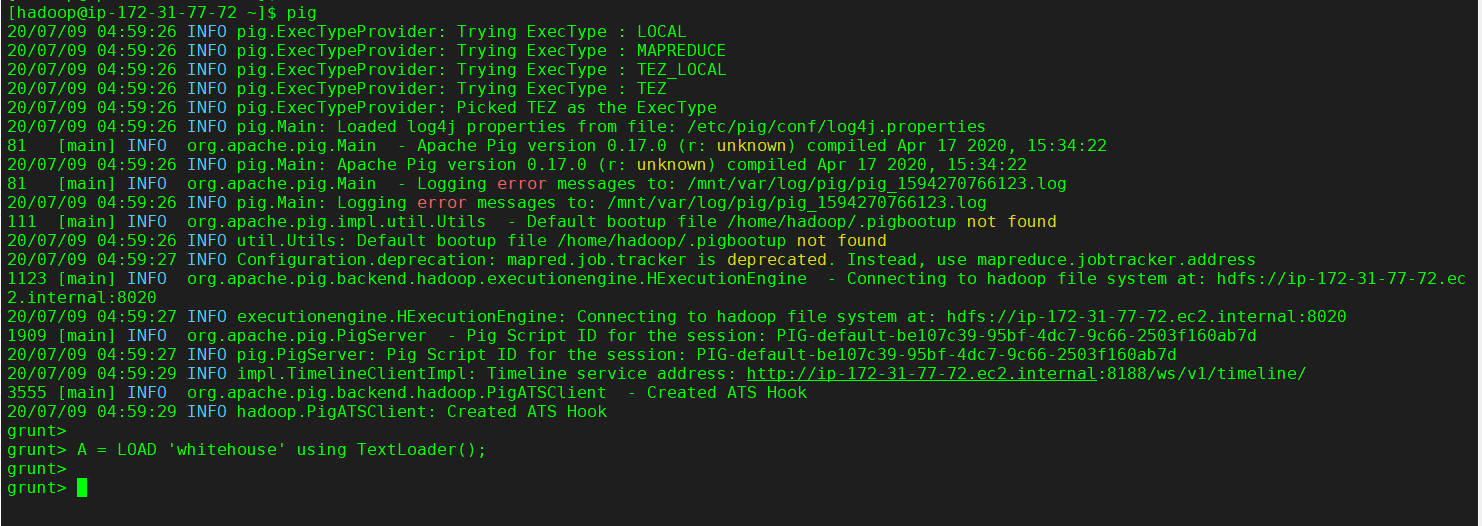 [hadoop@ip-172-31-77-72 ~]$ pig
20/07/09 04:59:26 INFO pig.ExecTypeProvider: Trying ExecType : LOCAL
20/07/09 04:59:26 INFO pig.ExecTypeProvider: Trying ExecType : MAPREDUCE
20/07/09 04:59:26 INFO pig.ExecTypeProvider: Trying ExecType : TEZ_LOCAL
20/07/09 04:59:26 INFO pig.ExecTypeProvider: Trying ExecType : TEZ
20/07/09 04:59:26 INFO pig.ExecTypeProvider: Picked TEZ as the ExecType
20/07/09 04:59:26 INFO pig.Main: Loaded log4j properties from file: /etc/pig/conf/log4j.properties
81   [main] INFO  org.apache.pig.Main  - Apache Pig version 0.17.0 (r: unknown) compiled Apr 17 2020, 15:34:22
20/07/09 04:59:26 INFO pig.Main: Apache Pig version 0.17.0 (r: unknown) compiled Apr 17 2020, 15:34:22
81   [main] INFO  org.apache.pig.Main  - Logging error messages to: /mnt/var/log/pig/pig_1594270766123.log
20/07/09 04:59:26 INFO pig.Main: Logging error messages to: /mnt/var/log/pig/pig_1594270766123.log
111  [main] INFO  org.apache.pig.impl.util.Utils  - Default bootup file /home/hadoop/.pigbootup not found
20/07/09 04:59:26 INFO util.Utils: Default bootup file /home/hadoop/.pigbootup not found
20/07/09 04:59:27 INFO Configuration.deprecation: mapred.job.tracker is deprecated. Instead, use mapreduce.jobtracker.address
1123 [main] INFO  org.apache.pig.backend.hadoop.executionengine.HExecutionEngine  - Connecting to hadoop file system at: hdfs://ip-172-31-77-72.ec
2.internal:8020
20/07/09 04:59:27 INFO executionengine.HExecutionEngine: Connecting to hadoop file system at: hdfs://ip-172-31-77-72.ec2.internal:8020
1909 [main] INFO  org.apache.pig.PigServer  - Pig Script ID for the session: PIG-default-be107c39-95bf-4dc7-9c66-2503f160ab7d
20/07/09 04:59:27 INFO pig.PigServer: Pig Script ID for the session: PIG-default-be107c39-95bf-4dc7-9c66-2503f160ab7d
20/07/09 04:59:29 INFO impl.TimelineClientImpl: Timeline service address: http://ip-172-31-77-72.ec2.internal:8188/ws/v1/timeline/
3555 [main] INFO  org.apache.pig.backend.hadoop.PigATSClient  - Created ATS Hook
20/07/09 04:59:29 INFO hadoop.PigATSClient: Created ATS Hook
grunt>
grunt> A = LOAD 'whitehouse' using TextLoader();
grunt>
grunt>